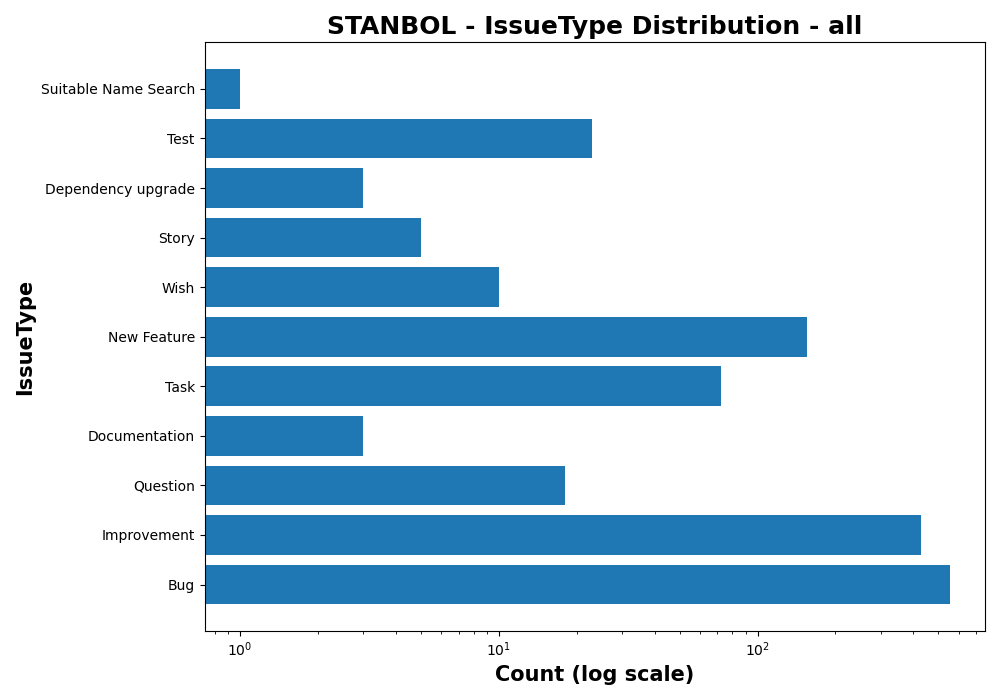 STANBOL - IssueType Distribution - all
IssueType
Suitable Name Search
Test
Dependency upgrade
Story
Wish
New Feature
Task
Documentation
Question
Improvement
Bug
10⁰ 10¹ 10²
Count (log scale)